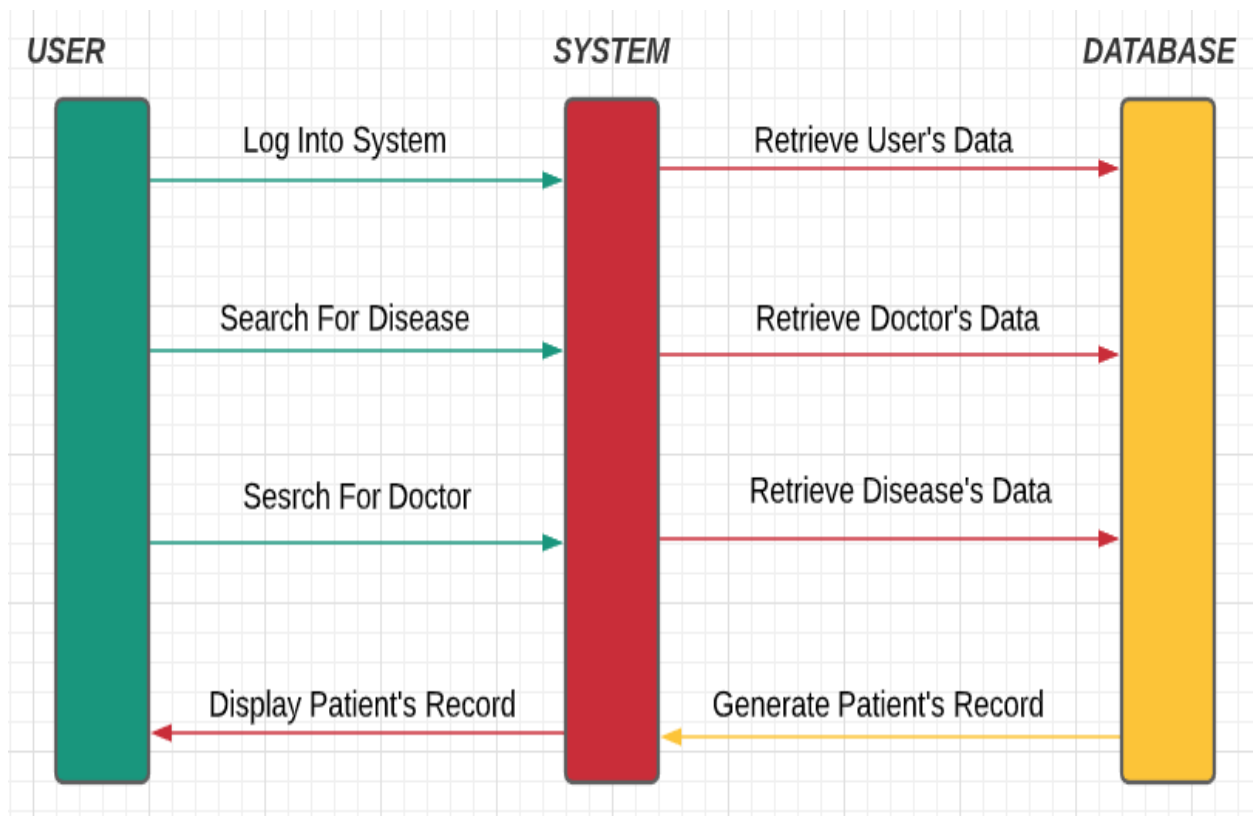 USER
SYSTEM
DATABASE
Log Into System
Retrieve User's Data
Search For Disease
Retrieve Doctor's Data
Sesrch For Doctor
Retrieve Disease's Data
Display Patient's Record
Generate Patient's Record